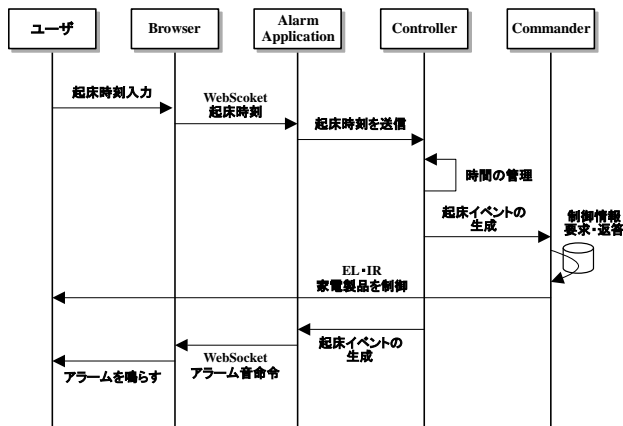 ユーザ
Browser
Alarm
Application
Controller
Commander
起床時刻入力
WebScoket
起床時刻
起床時刻を送信
時間の管理
起床イベントの
生成
制御情報
要求・返答
EL・IR
家電製品を制御
起床イベントの
生成
WebSocket
アラーム音命令
アラームを鳴らす